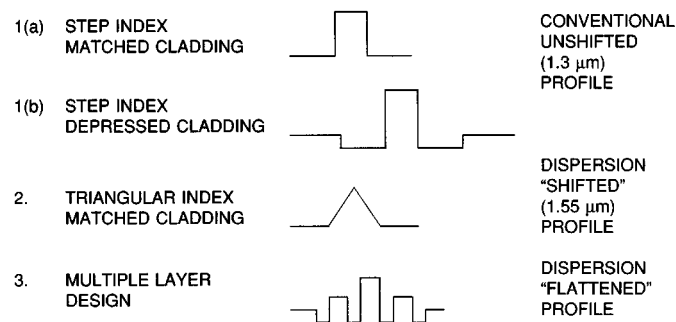 1(a) STEP INDEX
MATCHED CLADDING
CONVENTIONAL
UNSHIFTED
(1.3 μm)
PROFILE
1(b) STEP INDEX
DEPRESSED CLADDING
2. TRIANGULAR INDEX
MATCHED CLADDING
DISPERSION
“SHIFTED”
(1.55 μm)
PROFILE
3. MULTIPLE LAYER
DESIGN
DISPERSION
“FLATTENED”
PROFILE